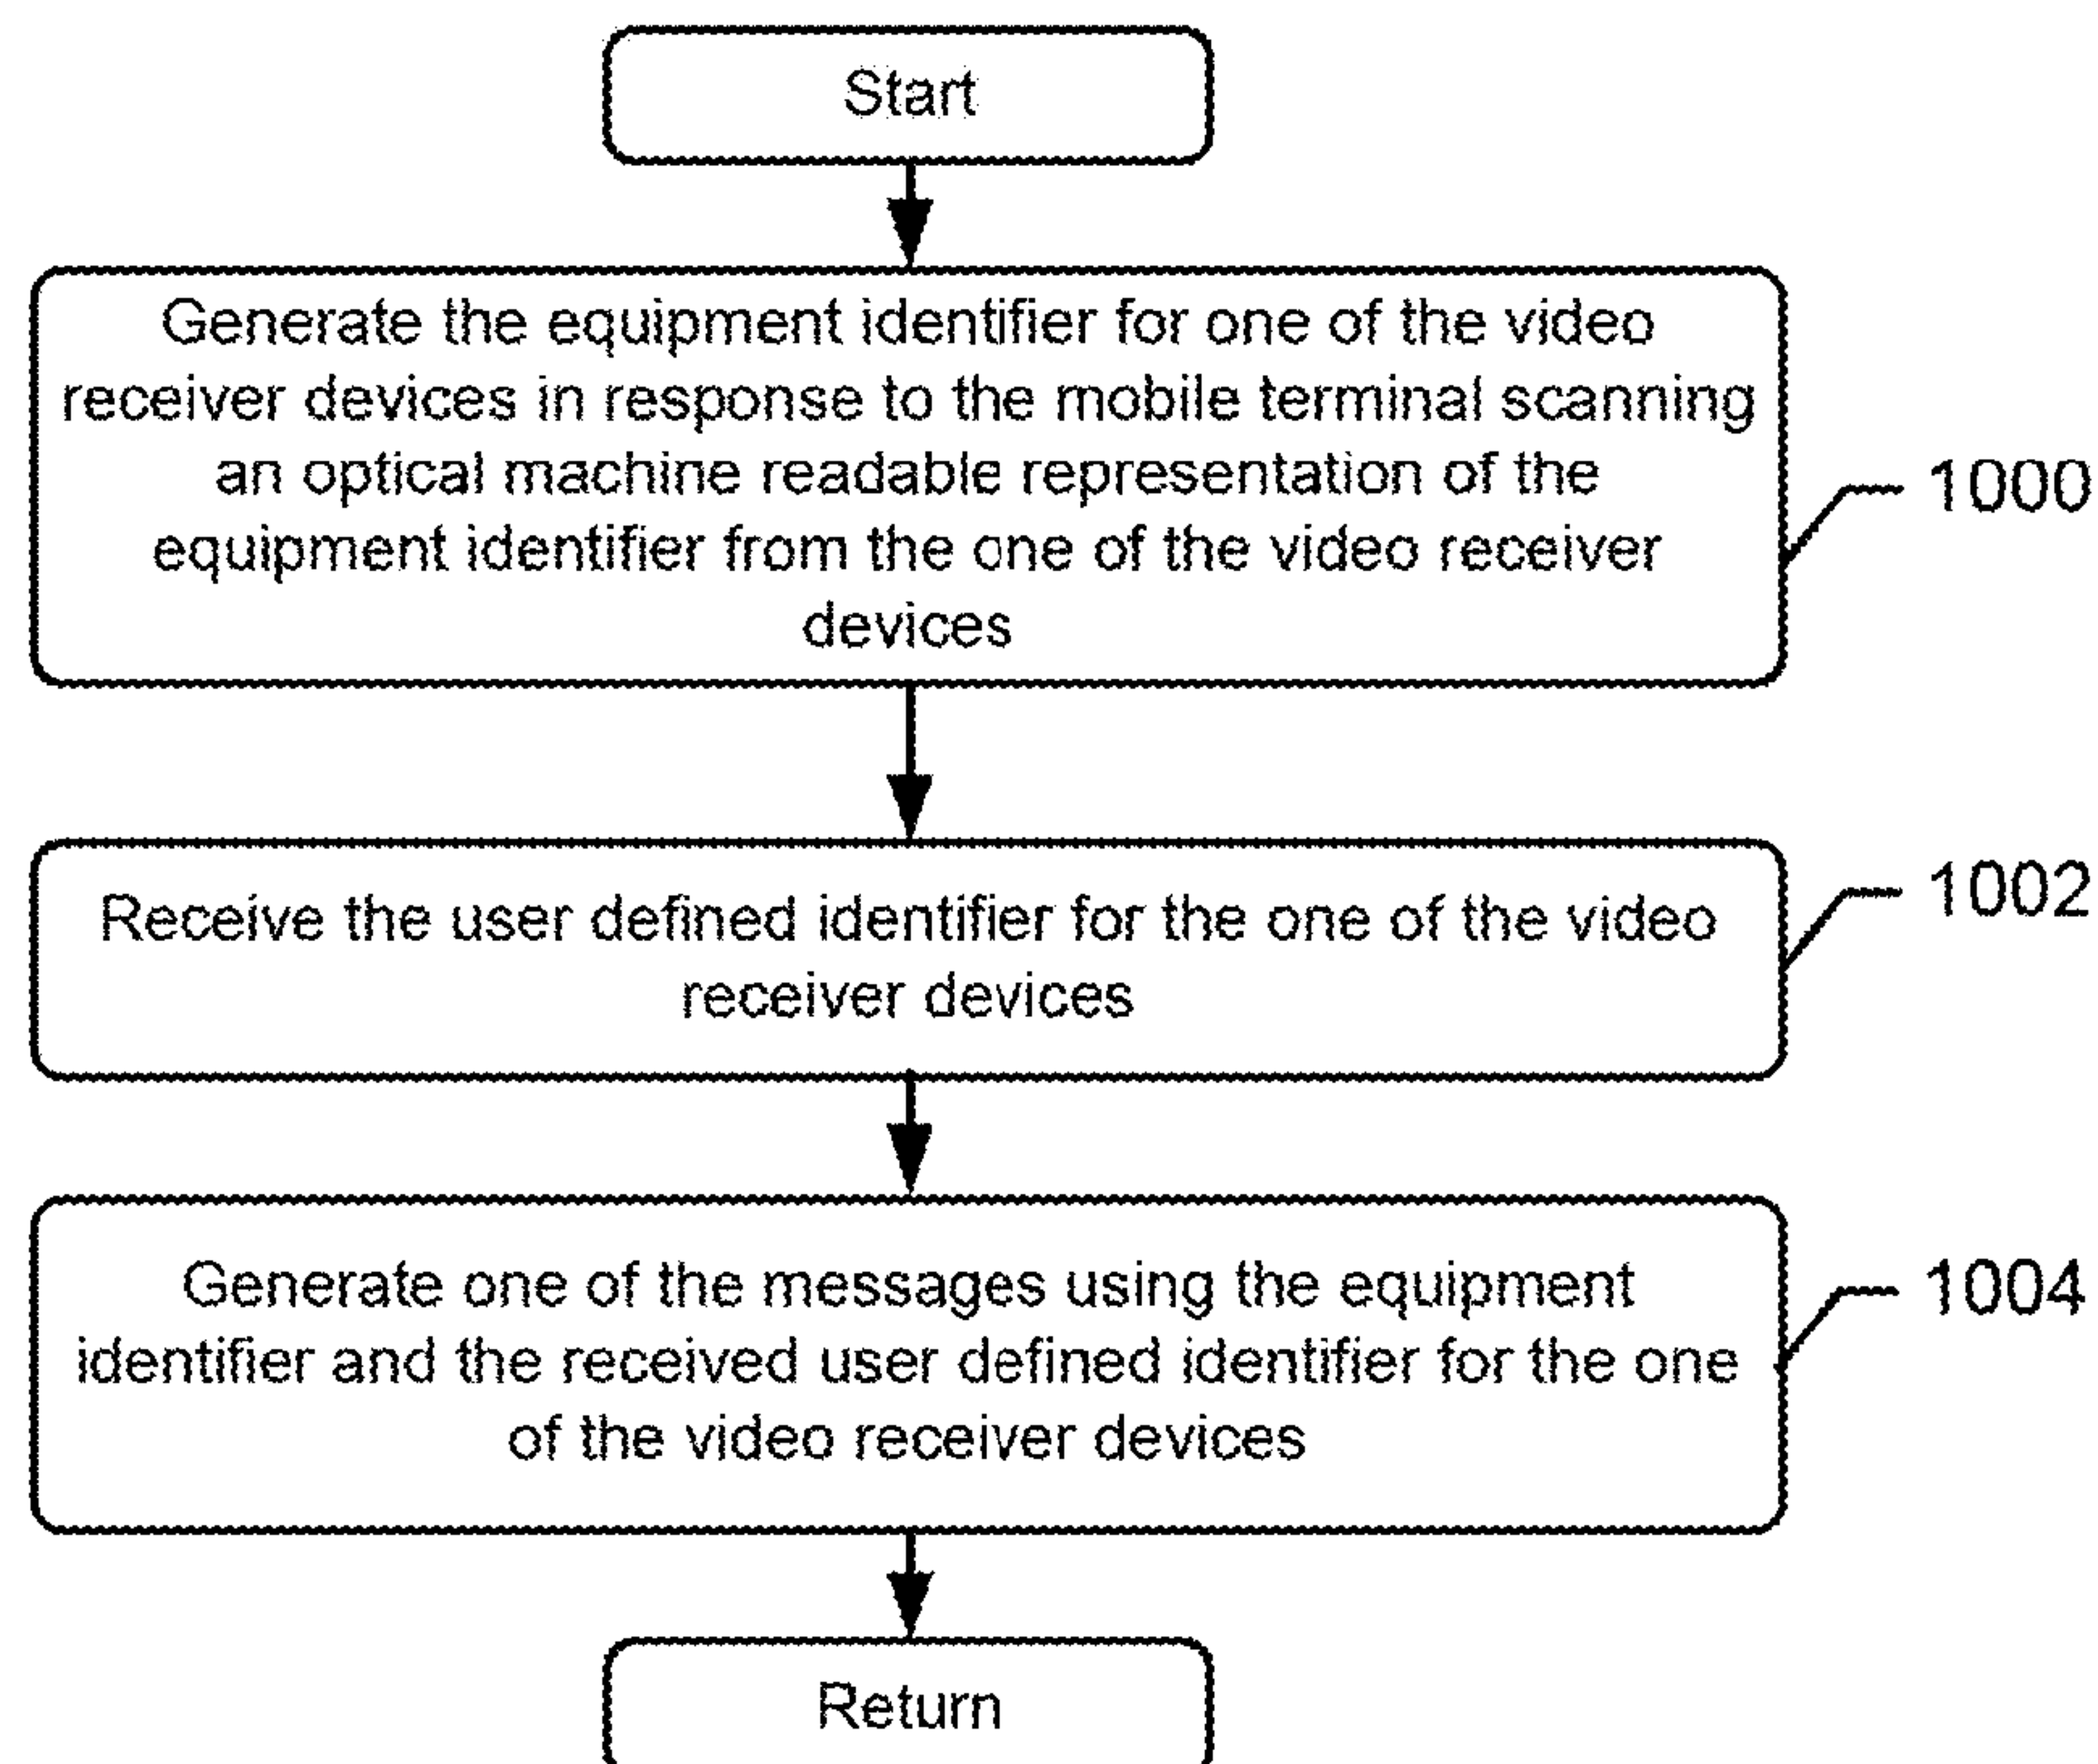 Start
Generate the equipment identifier for one of the video
receiver devices in response to the mobile terminal scanning
an optical machine readable representation of the
equipment identifier from the one of the video receiver
devices
1000
Receive the user defined identifier for the one of the video
receiver devices
1002
Generate one of the messages using the equipment
identifier and the received user defined identifier for the one
of the video receiver devices
1004
Return